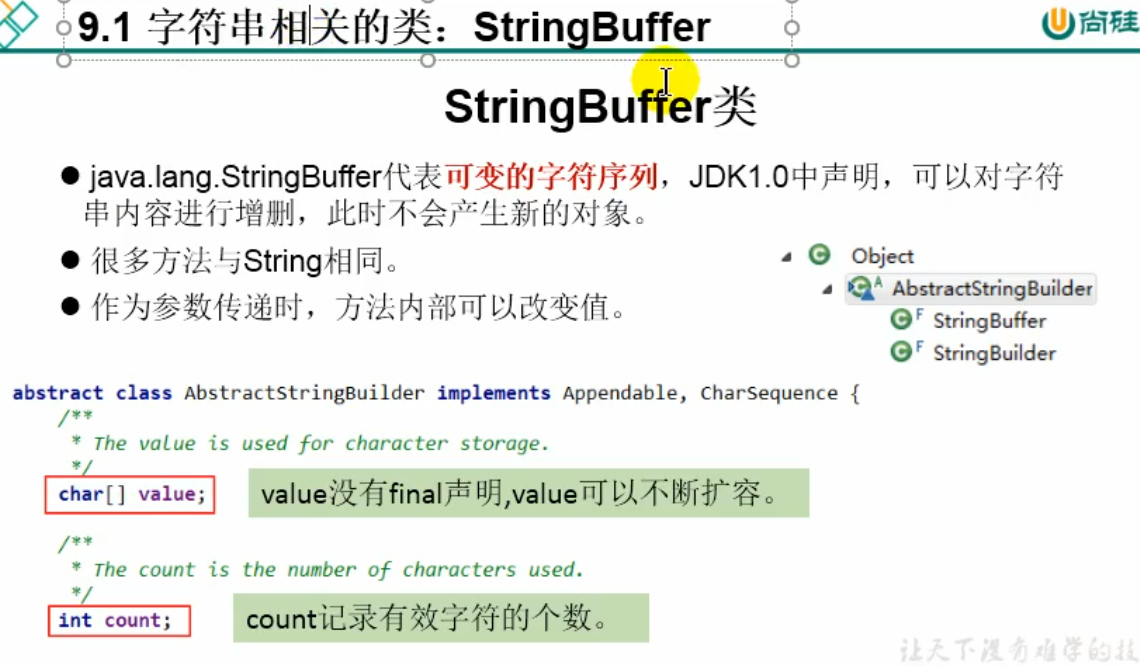 9.1 字符串相关的类：StringBuffer
尚硅
StringBuffer类
● java.lang.StringBuffer代表可变的字符序列，JDK1.0中声明，可以对字符
串内容进行增删，此时不会产生新的对象。
● 很多方法与String相同。
● 作为参数传递时，方法内部可以改变值。
Object
AbstractStringBuilder
StringBuffer
StringBuilder
abstract class AbstractStringBuilder implements Appendable, CharSequence {
/**
* The value is used for character storage.
*/
char[] value;
value没有final声明,value可以不断扩容。
/**
* The count is the number of characters used.
*/
int count;
count记录有效字符的个数。
让天下没有难学的技